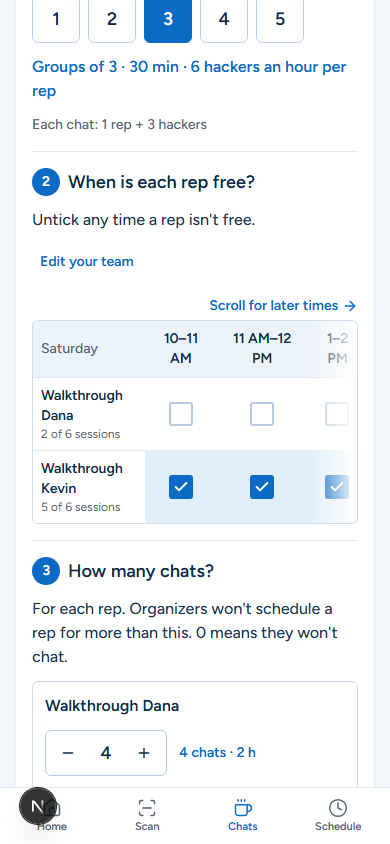 1 2 3 4 5
Groups of 3 · 30 min · 6 hackers an hour per
rep
Each chat: 1 rep + 3 hackers
2 When is each rep free?
Untick any time a rep isn't free.
Edit your team
Scroll for later times →
Saturday 10–11 AM 11 AM–12 PM 1–2 PM
Walkthrough
Dana
2 of 6 sessions
Walkthrough
Kevin
5 of 6 sessions
3 How many chats?
For each rep. Organizers won't schedule a
rep for more than this. 0 means they won't
chat.
Walkthrough Dana
− 4 + 4 chats · 2 h
N
Home Scan Chats Schedule